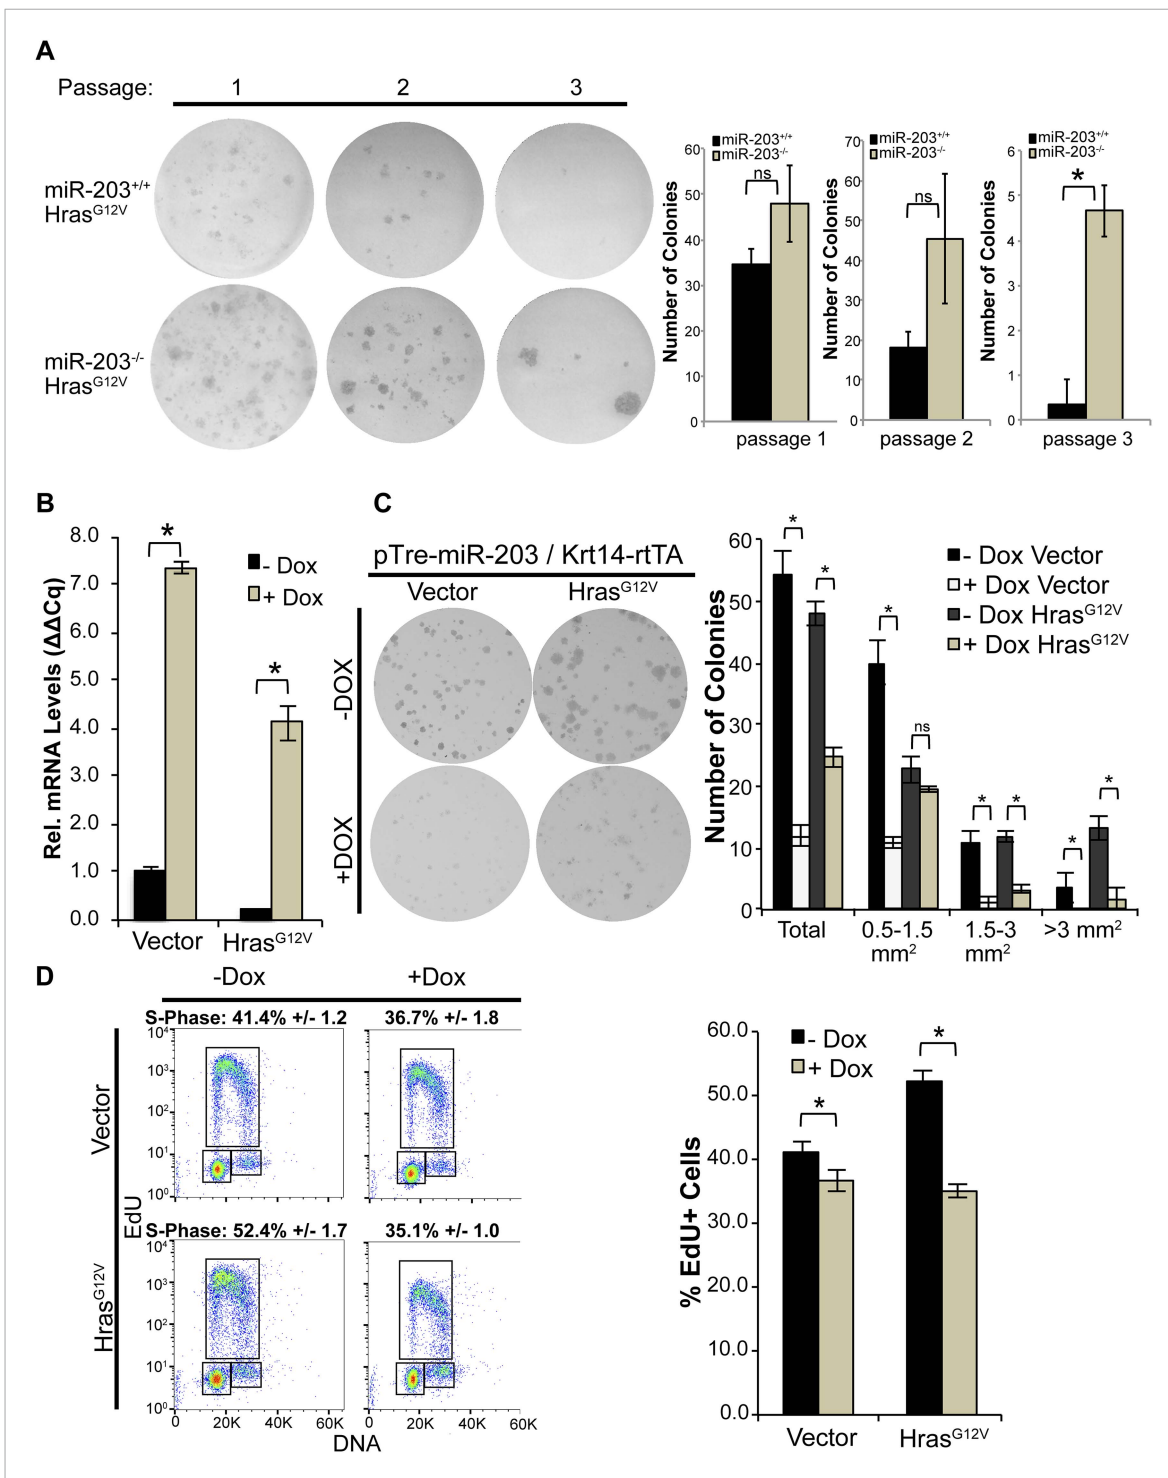 A
Passage: 1 2 3
miR-203+/+
HrasG12V
miR-203-/-
HrasG12V
miR-203+/+
miR-203-/-
ns
Number of Colonies
60
50
40
30
20
10
0
passage 1
miR-203+/+
miR-203-/-
ns
Number of Colonies
70
60
50
40
30
20
10
0
passage 2
miR-203+/+
miR-203-/-
*
Number of Colonies
6
5
4
3
2
1
0
passage 3
B
Rel. mRNA Levels (ΔΔCq)
8.0
7.0
6.0
5.0
4.0
3.0
2.0
1.0
0.0
*
*
- Dox
+ Dox
Vector HrasG12V
C
pTre-miR-203 / Krt14-rtTA
Vector HrasG12V
-DOX
+DOX
Number of Colonies
60
50
40
30
20
10
0
- Dox Vector
+ Dox Vector
- Dox HrasG12V
+ Dox HrasG12V
* * * ns * * * *
Total 0.5-1.5 1.5-3 >3 mm2
mm2 mm2
D
-Dox +Dox
S-Phase: 41.4% +/- 1.2 36.7% +/- 1.8
Vector
104
103
102
101
100
EdU
S-Phase: 52.4% +/- 1.7 35.1% +/- 1.0
HrasG12V
104
103
102
101
100
0 20K 40K 60K 0 20K 40K 60K
DNA
% EdU+ Cells
60.0
50.0
40.0
30.0
20.0
10.0
0.0
- Dox
+ Dox
*
*
Vector HrasG12V